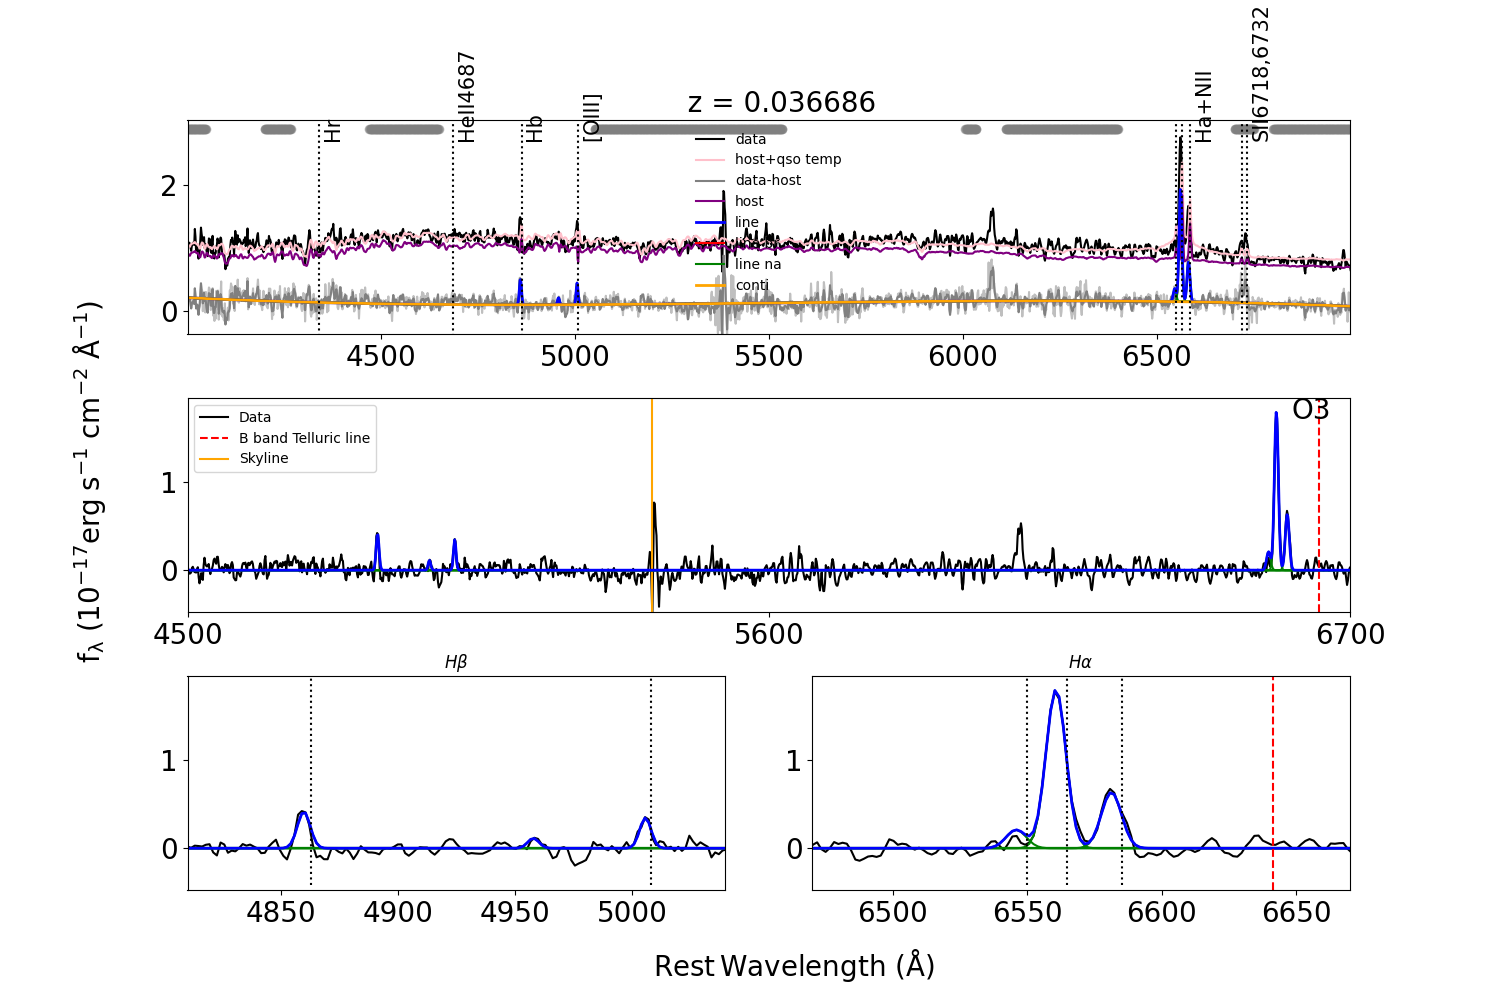 z = 0.036686
Hr
HeII4687
Hb
[OIII]
Ha+NII
SII6718,6732
data
host+qso temp
data-host
host
line
line na
conti
2
0
4500
5000
5500
6000
6500
fλ (10⁻¹⁷erg s⁻¹ cm⁻² Å⁻¹)
Data
B band Telluric line
Skyline
O3
1
0
4500
5600
6700
Hβ
1
0
4850
4900
4950
5000
Hα
1
0
6500
6550
6600
6650
Rest Wavelength (Å)